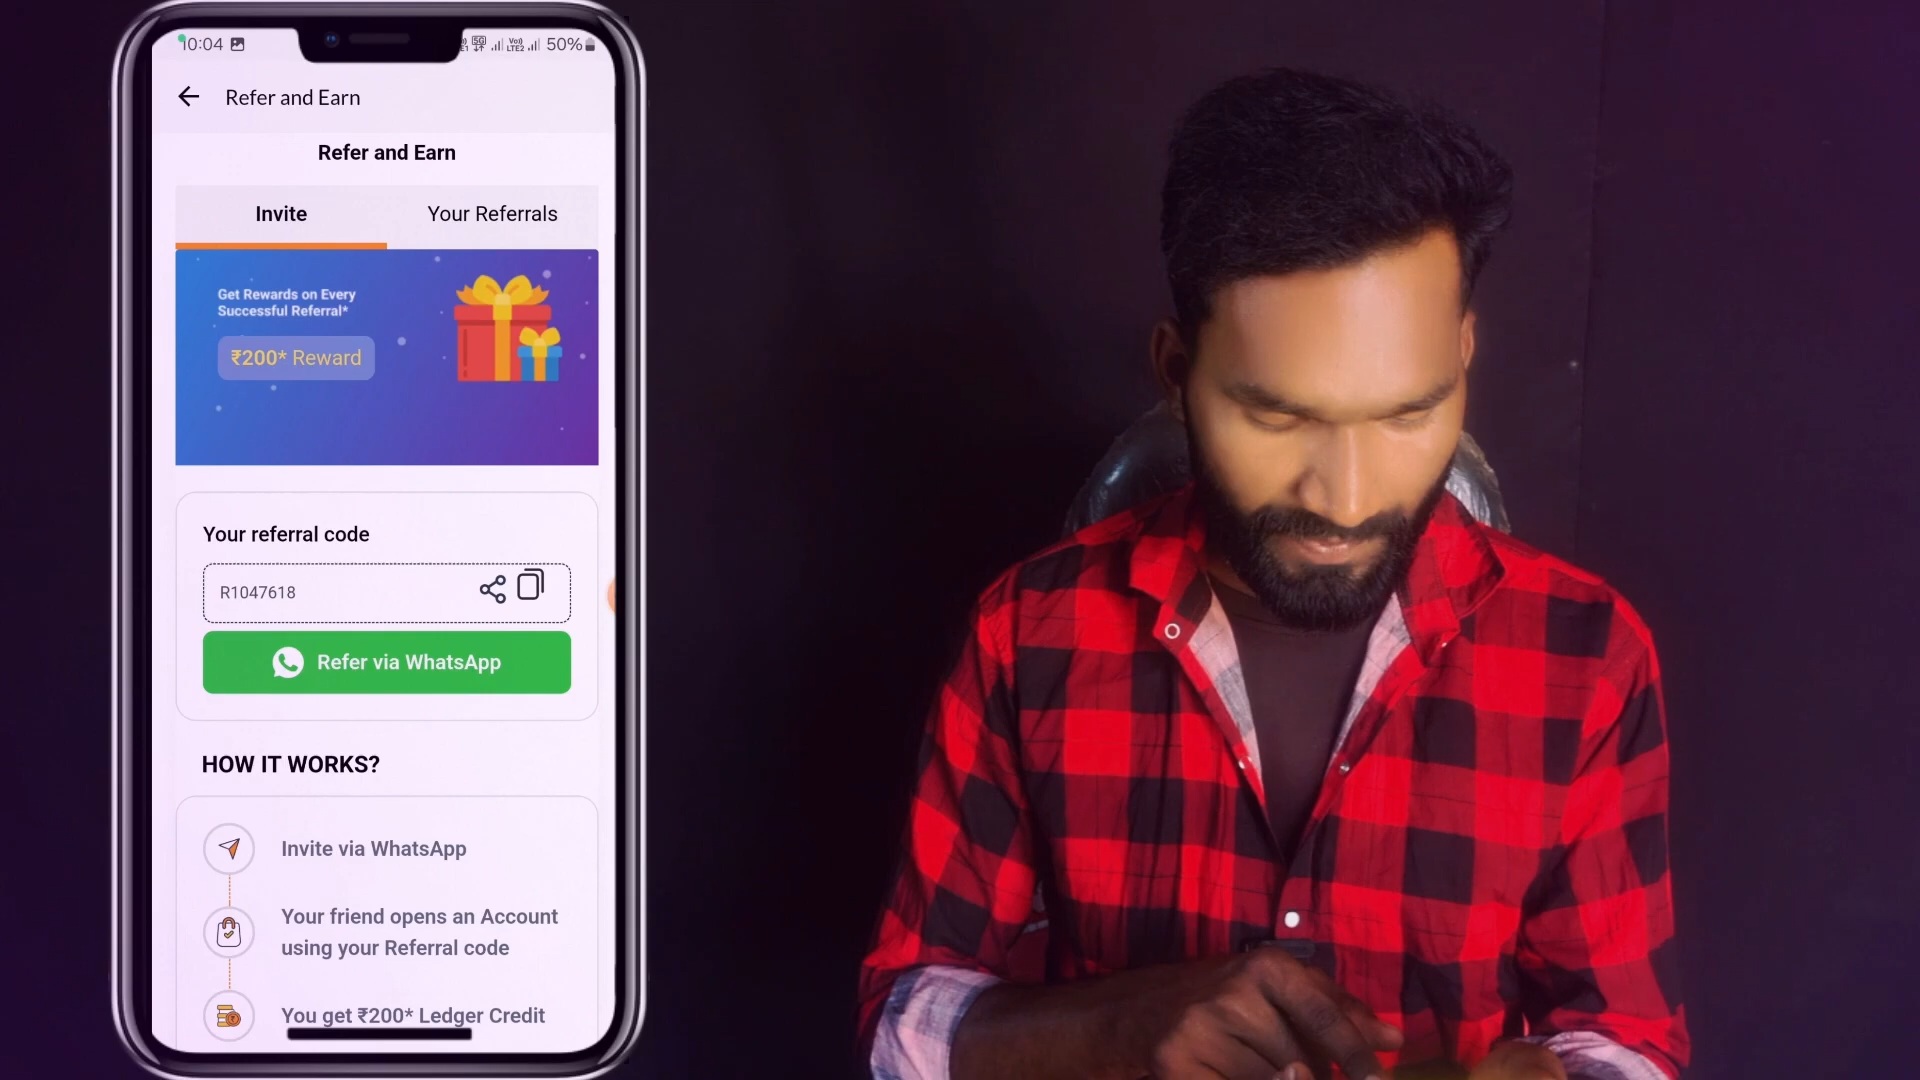 10:04
50%
Refer and Earn
Refer and Earn
Invite
Your Referrals
Get Rewards on Every
Successful Referral*
₹200* Reward
Your referral code
R1047618
Refer via WhatsApp
HOW IT WORKS?
Invite via WhatsApp
Your friend opens an Account
using your Referral code
You get ₹200* Ledger Credit